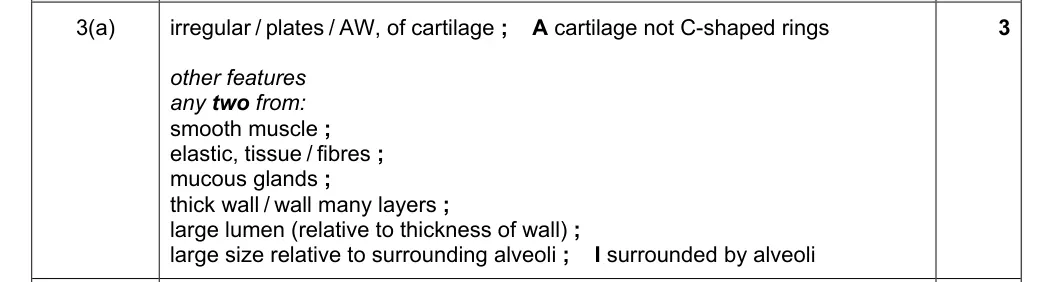 3(a) irregular / plates / AW, of cartilage ; A cartilage not C-shaped rings 3
other features
any two from:
smooth muscle ;
elastic, tissue / fibres ;
mucous glands ;
thick wall / wall many layers ;
large lumen (relative to thickness of wall) ;
large size relative to surrounding alveoli ; I surrounded by alveoli